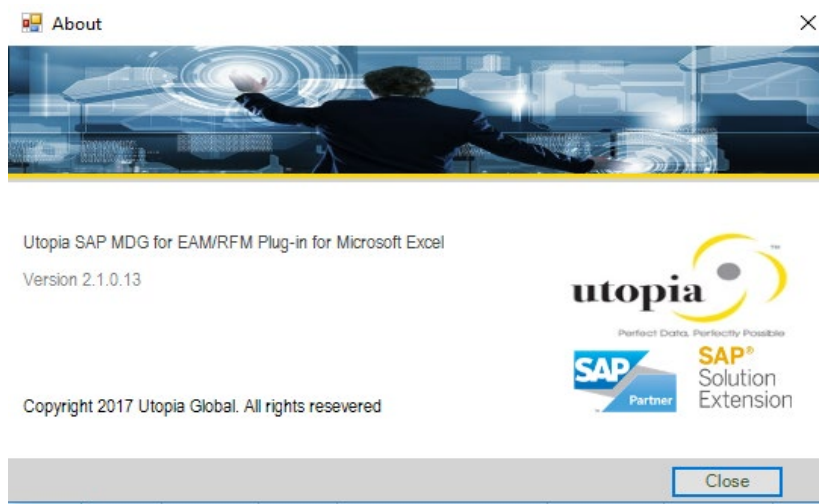 About
Utopia SAP MDG for EAM/RFM Plug-in for Microsoft Excel
Version 2.1.0.13
utopia™
Perfect Data, Perfectly Possible
SAP
Partner
SAP®
Solution
Extension
Copyright 2017 Utopia Global. All rights resevered
Close